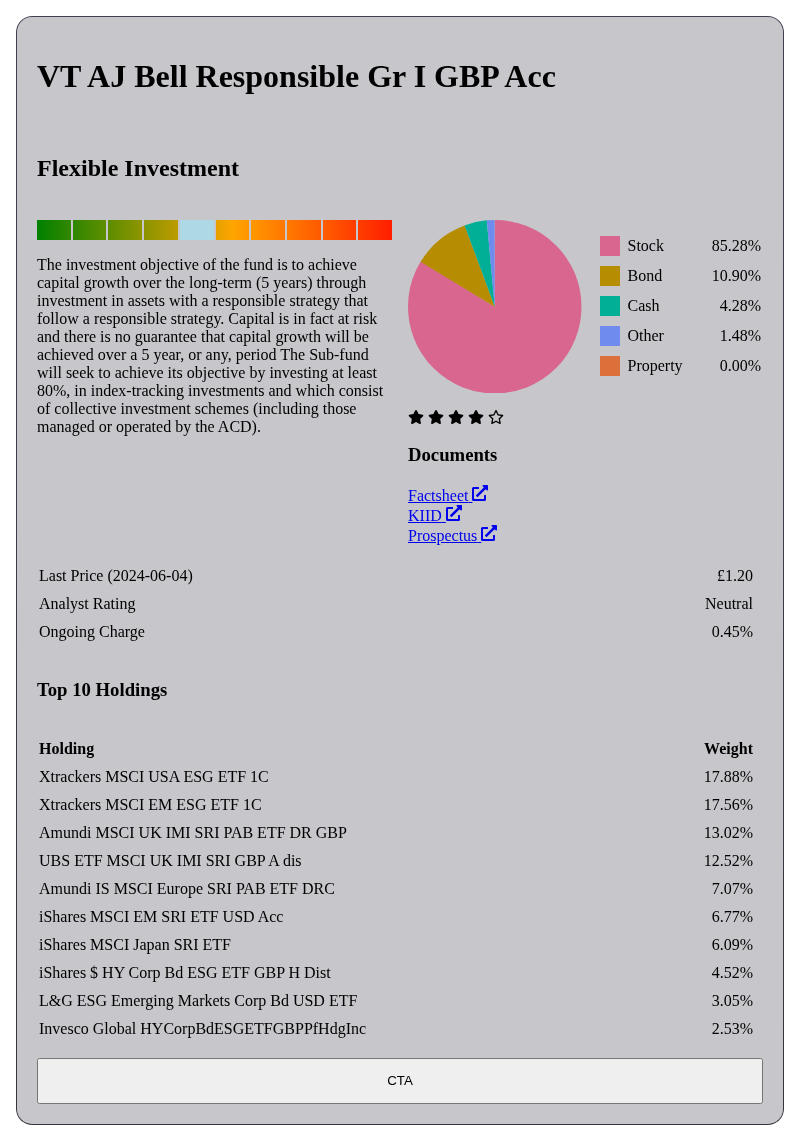 VT AJ Bell Responsible Gr I GBP Acc
Flexible Investment
The investment objective of the fund is to achieve
capital growth over the long-term (5 years) through
investment in assets with a responsible strategy that
follow a responsible strategy. Capital is in fact at risk
and there is no guarantee that capital growth will be
achieved over a 5 year, or any, period The Sub-fund
will seek to achieve its objective by investing at least
80%, in index-tracking investments and which consist
of collective investment schemes (including those
managed or operated by the ACD).
Stock 85.28%
Bond 10.90%
Cash 4.28%
Other 1.48%
Property 0.00%
Documents
Factsheet
KIID
Prospectus
Last Price (2024-06-04) £1.20
Analyst Rating Neutral
Ongoing Charge 0.45%
Top 10 Holdings
Holding Weight
Xtrackers MSCI USA ESG ETF 1C 17.88%
Xtrackers MSCI EM ESG ETF 1C 17.56%
Amundi MSCI UK IMI SRI PAB ETF DR GBP 13.02%
UBS ETF MSCI UK IMI SRI GBP A dis 12.52%
Amundi IS MSCI Europe SRI PAB ETF DRC 7.07%
iShares MSCI EM SRI ETF USD Acc 6.77%
iShares MSCI Japan SRI ETF 6.09%
iShares $ HY Corp Bd ESG ETF GBP H Dist 4.52%
L&G ESG Emerging Markets Corp Bd USD ETF 3.05%
Invesco Global HYCorpBdESGETFGBPPfHdgInc 2.53%
CTA